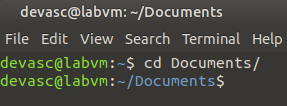 devasc@labvm: ~/Documents
File Edit View Search Terminal Help
devasc@labvm:~$ cd Documents/
devasc@labvm:~/Documents$